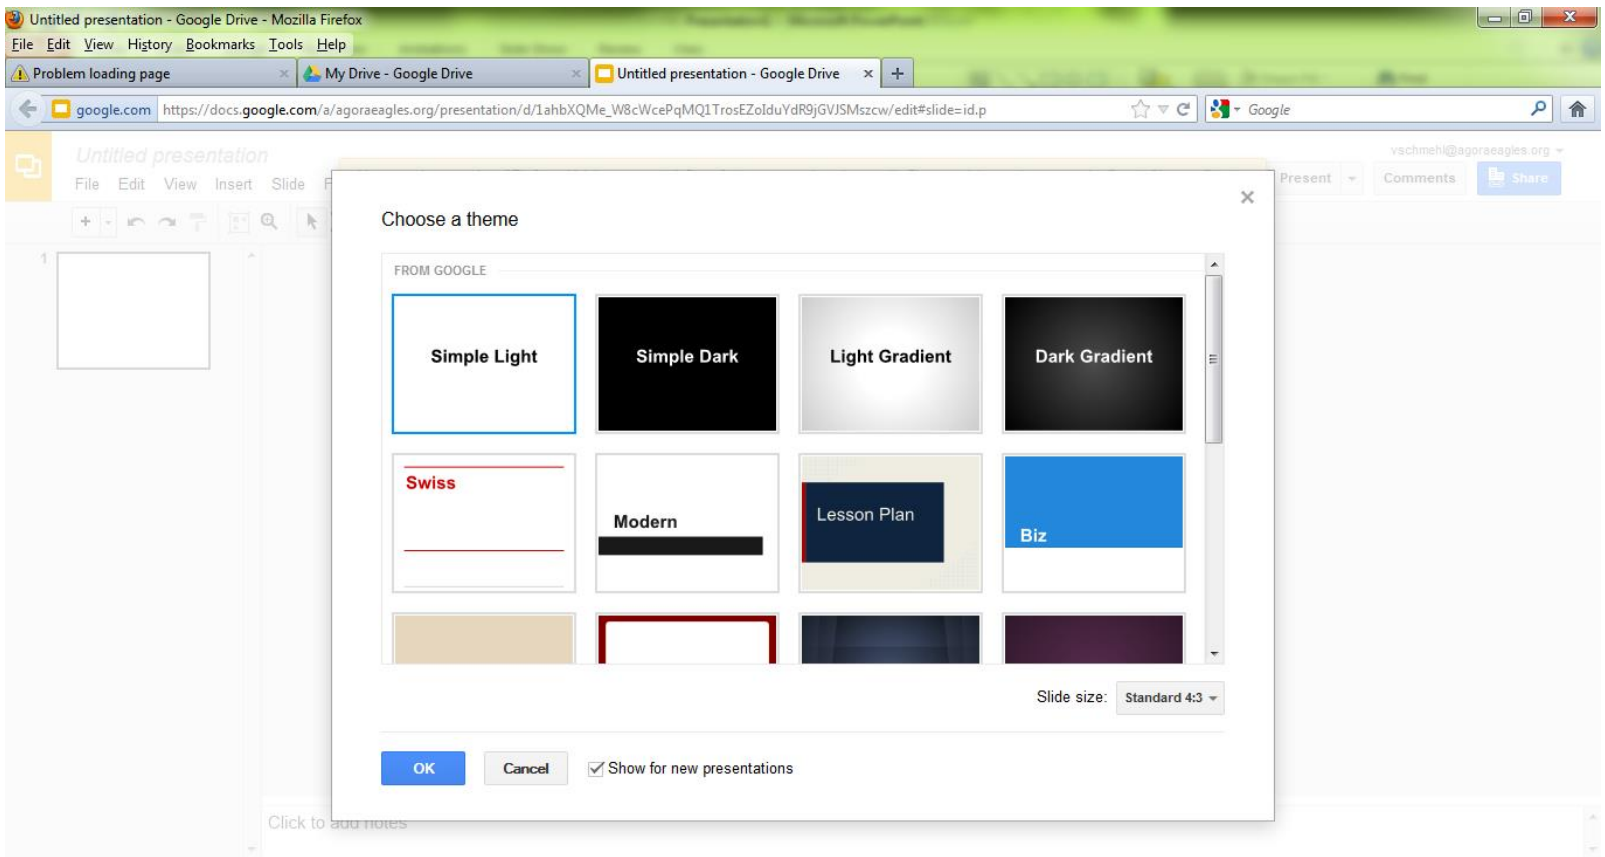 Untitled presentation - Google Drive - Mozilla Firefox
File Edit View History Bookmarks Tools Help
Problem loading page
My Drive - Google Drive
Untitled presentation - Google Drive
google.com
https://docs.google.com/a/agoraeagles.org/presentation/d/1ahbXQMe_W8cWcePqMQ1TrosEZoIduYdR9jGVJSMszcw/edit#slide=id.p
Google
Untitled presentation
vschmehl@agoraeagles.org
File Edit View Insert Slide F
Present
Comments
Share
Choose a theme
1
FROM GOOGLE
Simple Light
Simple Dark
Light Gradient
Dark Gradient
Swiss
Modern
Lesson Plan
Biz
Slide size: Standard 4:3
OK
Cancel
Show for new presentations
Click to add notes